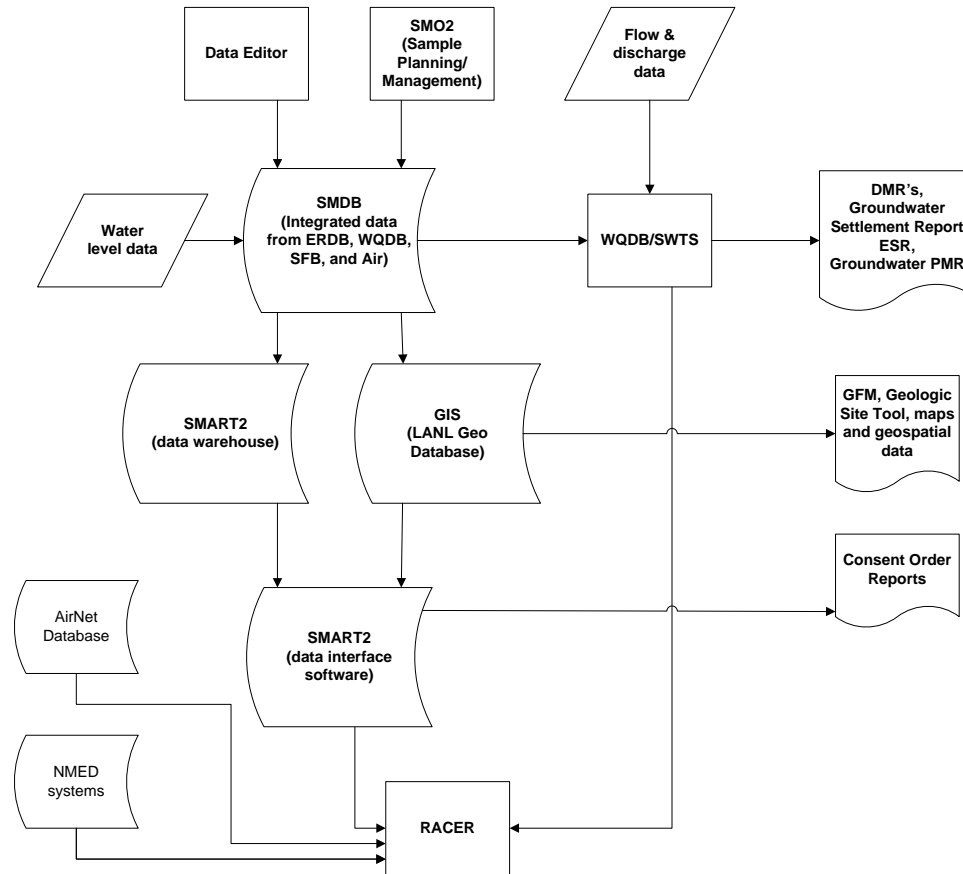 Data Editor
SMO2
(Sample
Planning/
Management)
Flow &
discharge
data
Water
level data
SMDB
(Integrated data
from ERDB, WQDB,
SFB, and Air)
WQDB/SWTS
DMR's,
Groundwater
Settlement Report
ESR,
Groundwater PMR
SMART2
(data warehouse)
GIS
(LANL Geo
Database)
GFM, Geologic
Site Tool, maps
and geospatial
data
Consent Order
Reports
AirNet
Database
SMART2
(data interface
software)
NMED
systems
RACER